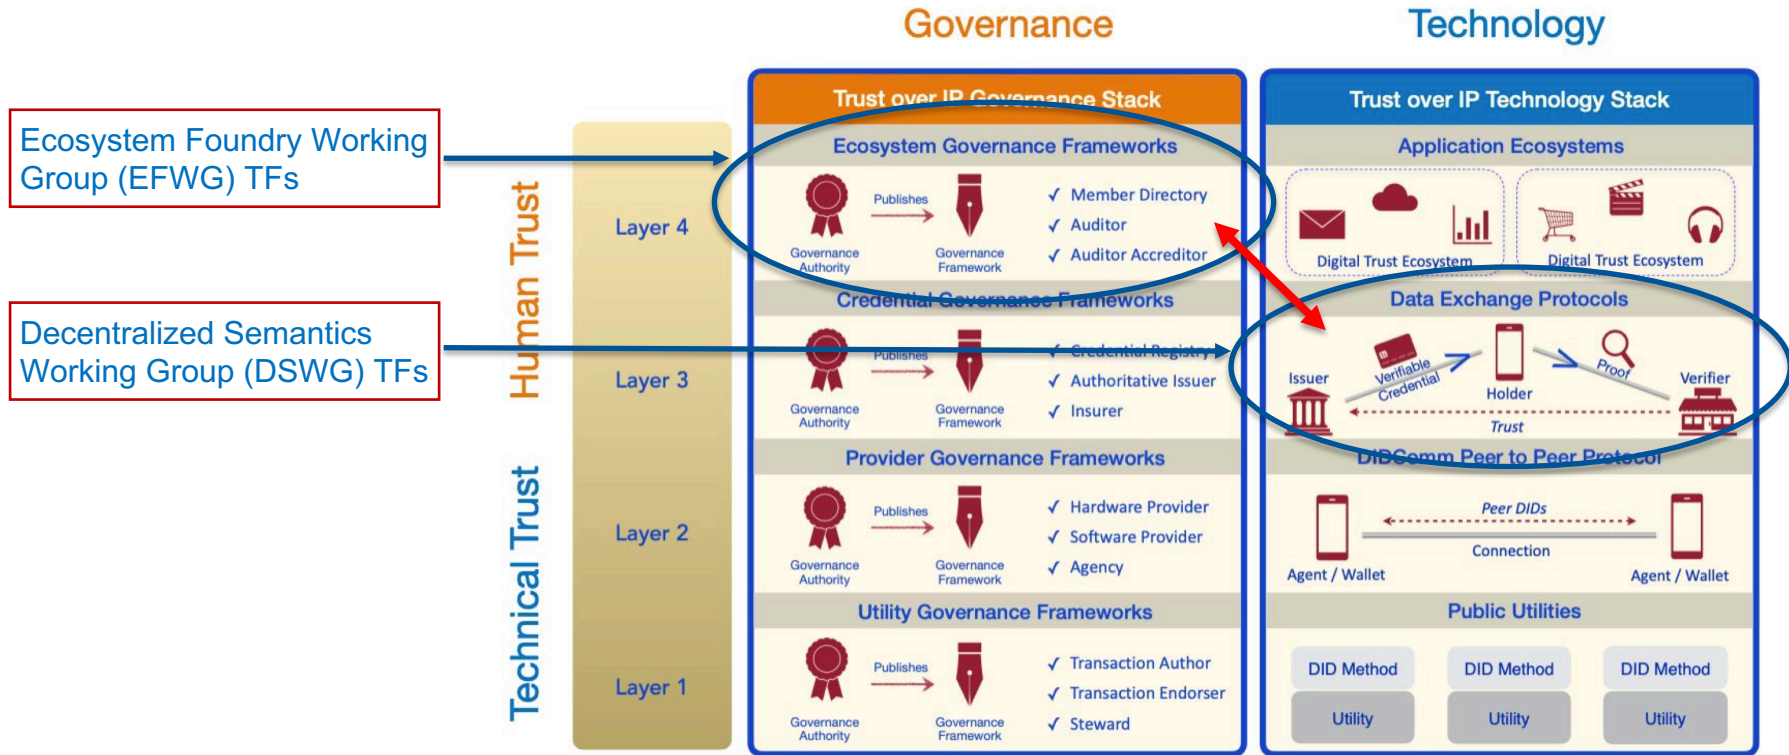 Governance
Technology
Ecosystem Foundry Working
Group (EFWG) TFs
Decentralized Semantics
Working Group (DSWG) TFs
Human Trust
Technical Trust
Layer 4
Layer 3
Layer 2
Layer 1
Trust over IP Governance Stack
Ecosystem Governance Frameworks
Publishes
Governance
Authority
Governance
Framework
✓ Member Directory
✓ Auditor
✓ Auditor Accreditor
Credential Governance Frameworks
Publishes
Governance
Authority
Governance
Framework
✓ Credential Registry
✓ Authoritative Issuer
✓ Insurer
Provider Governance Frameworks
Publishes
Governance
Authority
Governance
Framework
✓ Hardware Provider
✓ Software Provider
✓ Agency
Utility Governance Frameworks
Publishes
Governance
Authority
Governance
Framework
✓ Transaction Author
✓ Transaction Endorser
✓ Steward
Trust over IP Technology Stack
Application Ecosystems
Digital Trust Ecosystem
Digital Trust Ecosystem
Data Exchange Protocols
Issuer
Verifiable
Credential
Holder
Proof
Verifier
Trust
DIDComm Peer to Peer Protocol
Peer DIDs
Connection
Agent / Wallet
Agent / Wallet
Public Utilities
DID Method
DID Method
DID Method
Utility
Utility
Utility